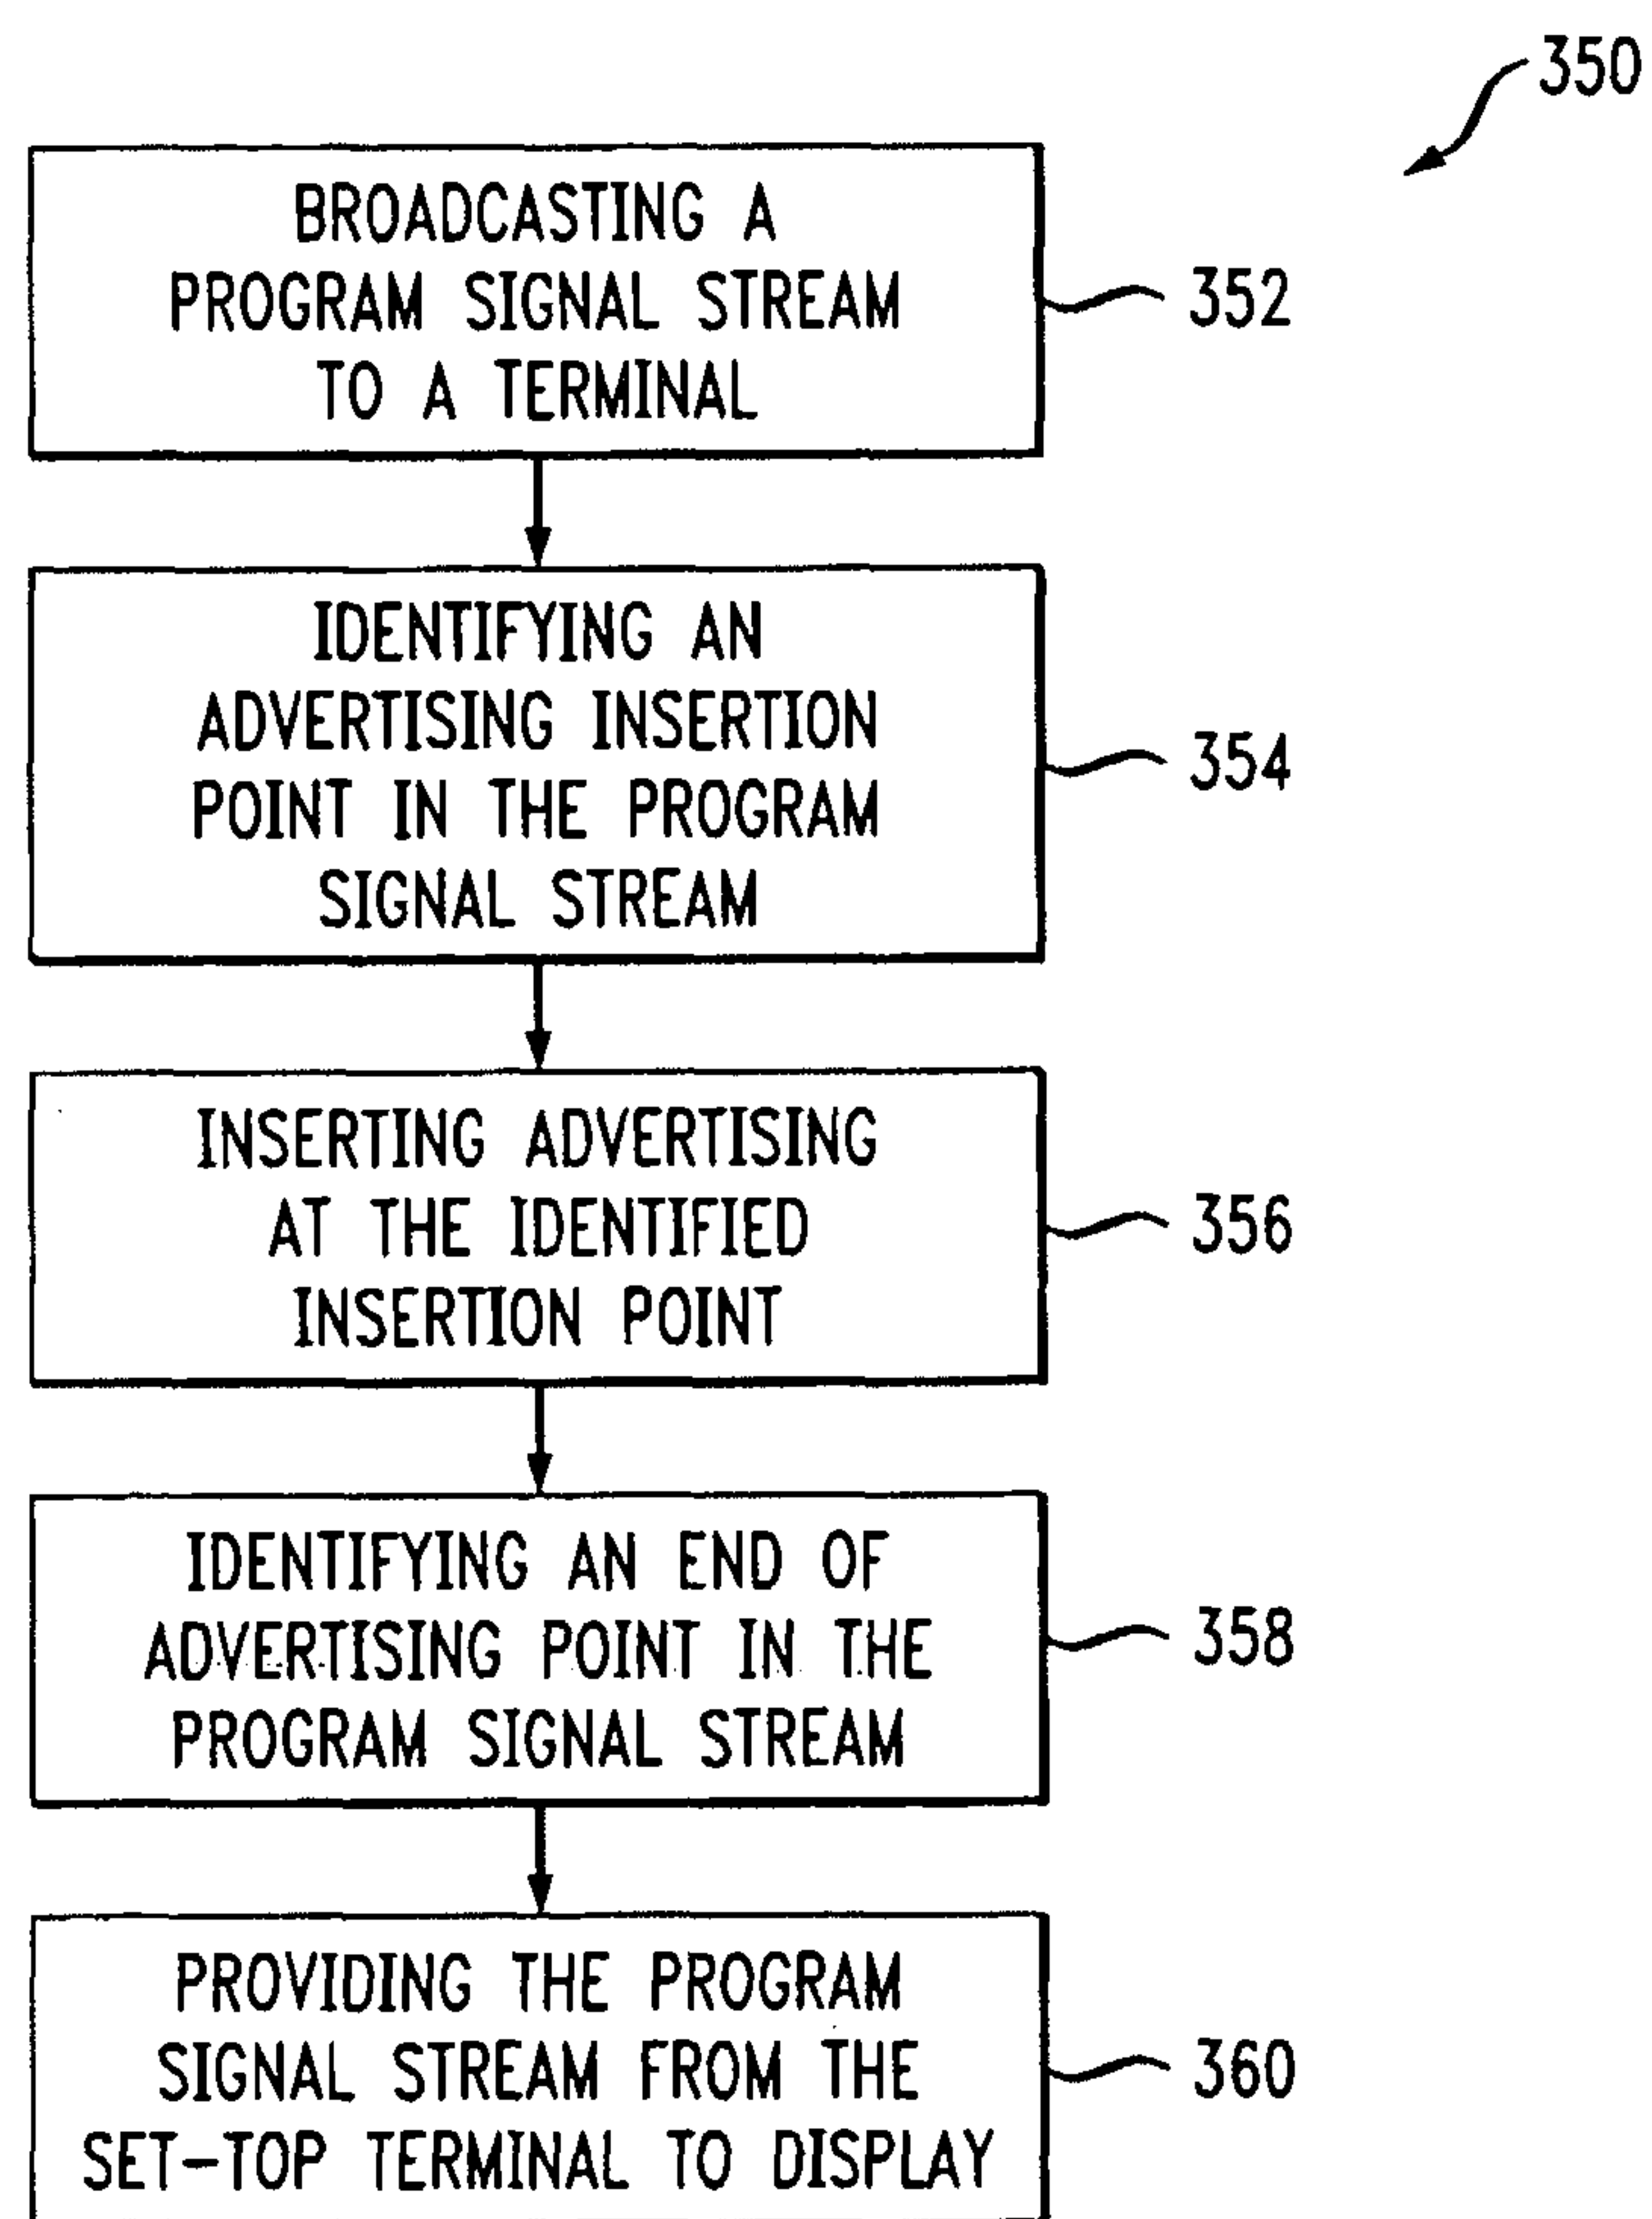 350
BROADCASTING A
PROGRAM SIGNAL STREAM
TO A TERMINAL
352
IDENTIFYING AN
ADVERTISING INSERTION
POINT IN THE PROGRAM
SIGNAL STREAM
354
INSERTING ADVERTISING
AT THE IDENTIFIED
INSERTION POINT
356
IDENTIFYING AN END OF
ADVERTISING POINT IN THE
PROGRAM SIGNAL STREAM
358
PROVIDING THE PROGRAM
SIGNAL STREAM FROM THE
SET-TOP TERMINAL TO DISPLAY
360